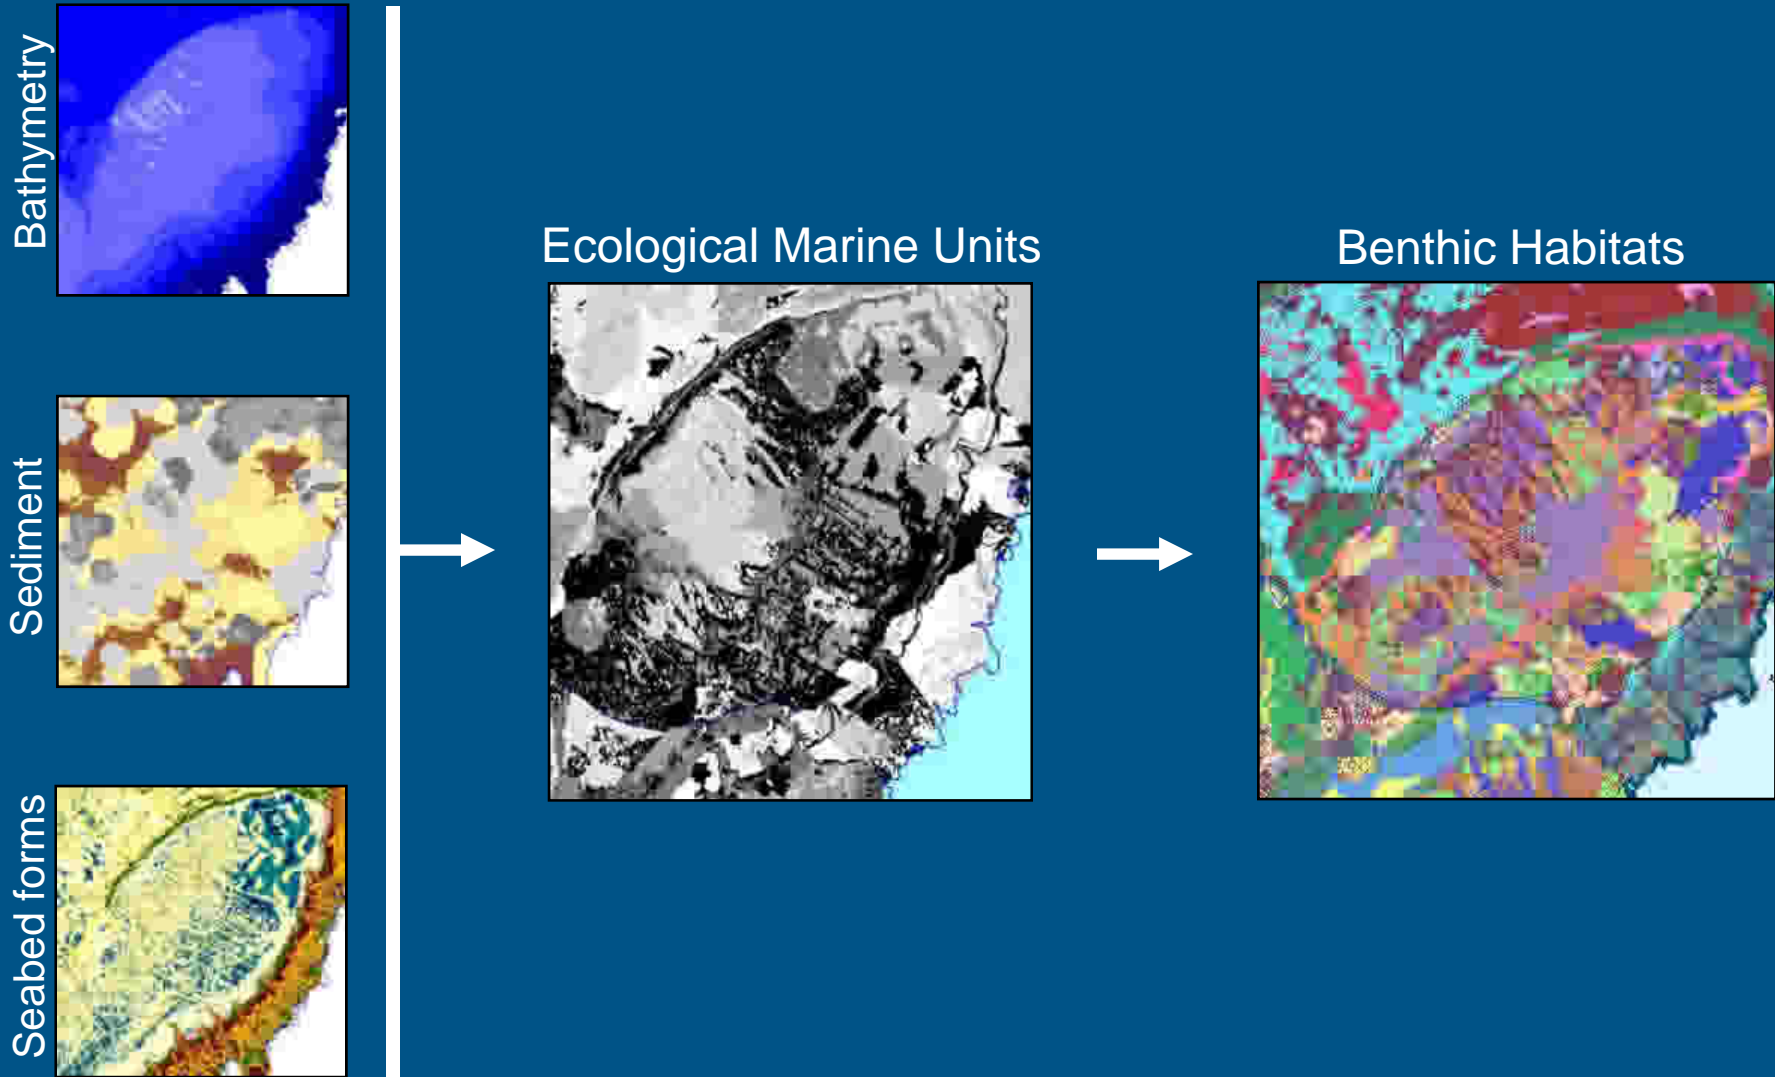 Bathymetry
Sediment
Seabed forms
Ecological Marine Units
Benthic Habitats